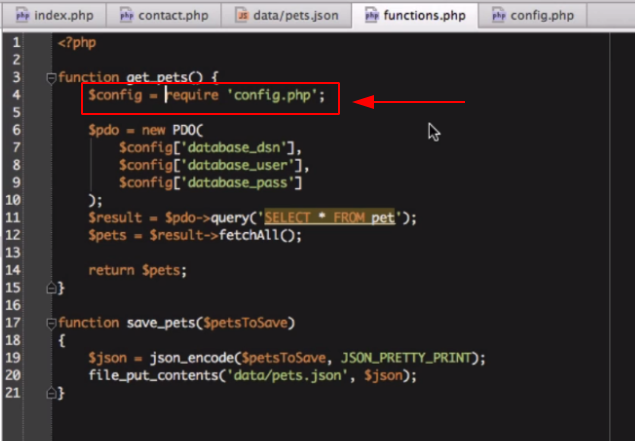 index.php contact.php data/pets.json functions.php config.php
1 <?php
2
3 function get_pets() {
4 $config = require 'config.php';
5
6 $pdo = new PDO(
7 $config['database_dsn'],
8 $config['database_user'],
9 $config['database_pass']
10 );
11 $result = $pdo->query('SELECT * FROM pet');
12 $pets = $result->fetchAll();
13
14 return $pets;
15 }
16
17 function save_pets($petsToSave)
18 {
19 $json = json_encode($petsToSave, JSON_PRETTY_PRINT);
20 file_put_contents('data/pets.json', $json);
21 }